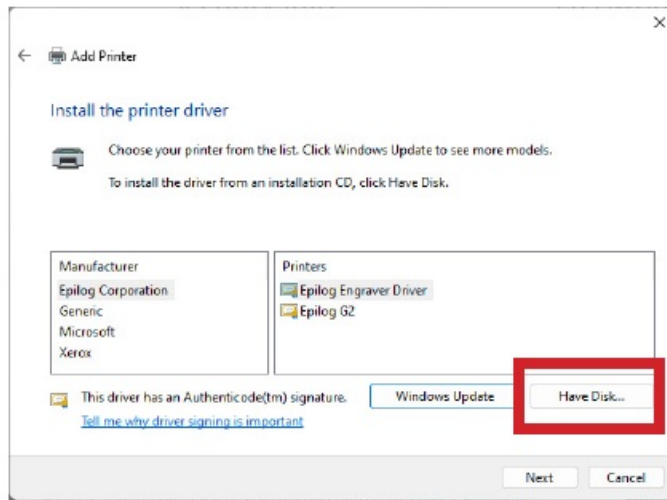 Add Printer
Install the printer driver
Choose your printer from the list. Click Windows Update to see more models.
To install the driver from an installation CD, click Have Disk.
Manufacturer
Epilog Corporation
Generic
Microsoft
Xerox
Printers
Epilog Engraver Driver
Epilog G2
This driver has an Authenticode(tm) signature.
Tell me why driver signing is important
Windows Update
Have Disk...
Next
Cancel